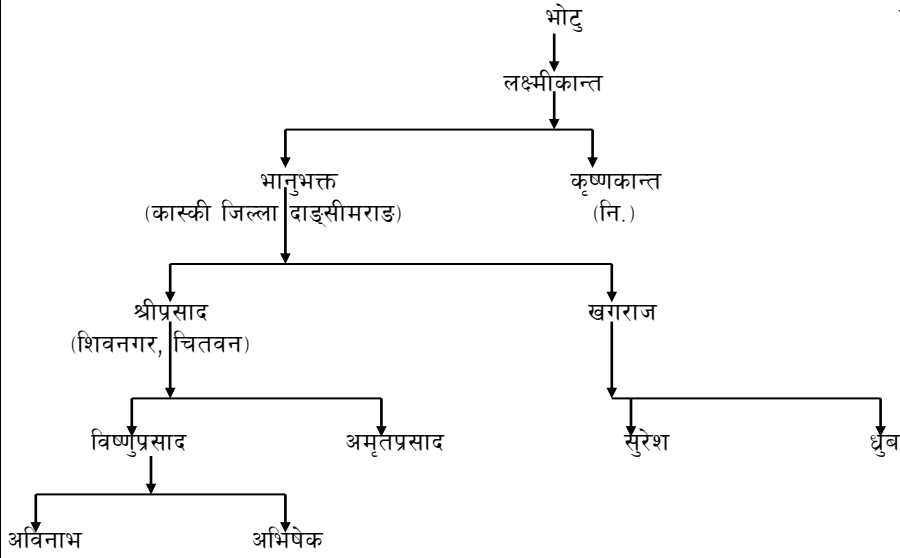 भोटु
लक्ष्मीकान्त
भानुभक्त कृष्णकान्त
(कास्की जिल्ला दाङ्सीमराङ) (नि.)
श्रीप्रसाद खगराज
(शिवनगर, चितवन)
विष्णुप्रसाद अमृतप्रसाद सुरेश ध्रुब
अविनाभ अभिषेक